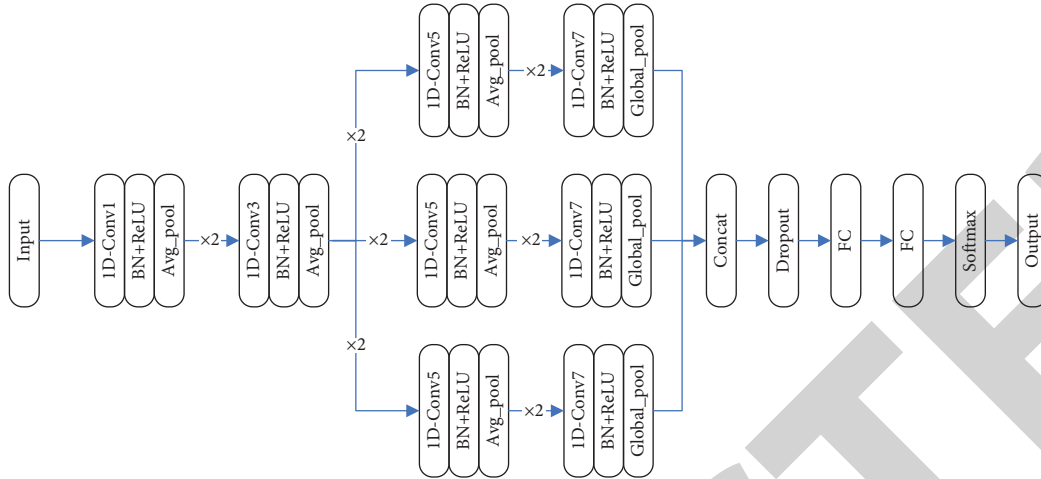 Input
1D-Conv1
BN+ReLU
Avg_pool
×2
1D-Conv3
BN+ReLU
Avg_pool
×2
1D-Conv5
BN+ReLU
Avg_pool
×2
1D-Conv7
BN+ReLU
Global_pool
×2
1D-Conv5
BN+ReLU
Avg_pool
×2
1D-Conv7
BN+ReLU
Global_pool
×2
1D-Conv5
BN+ReLU
Avg_pool
×2
1D-Conv7
BN+ReLU
Global_pool
Concat
Dropout
FC
FC
Softmax
Output